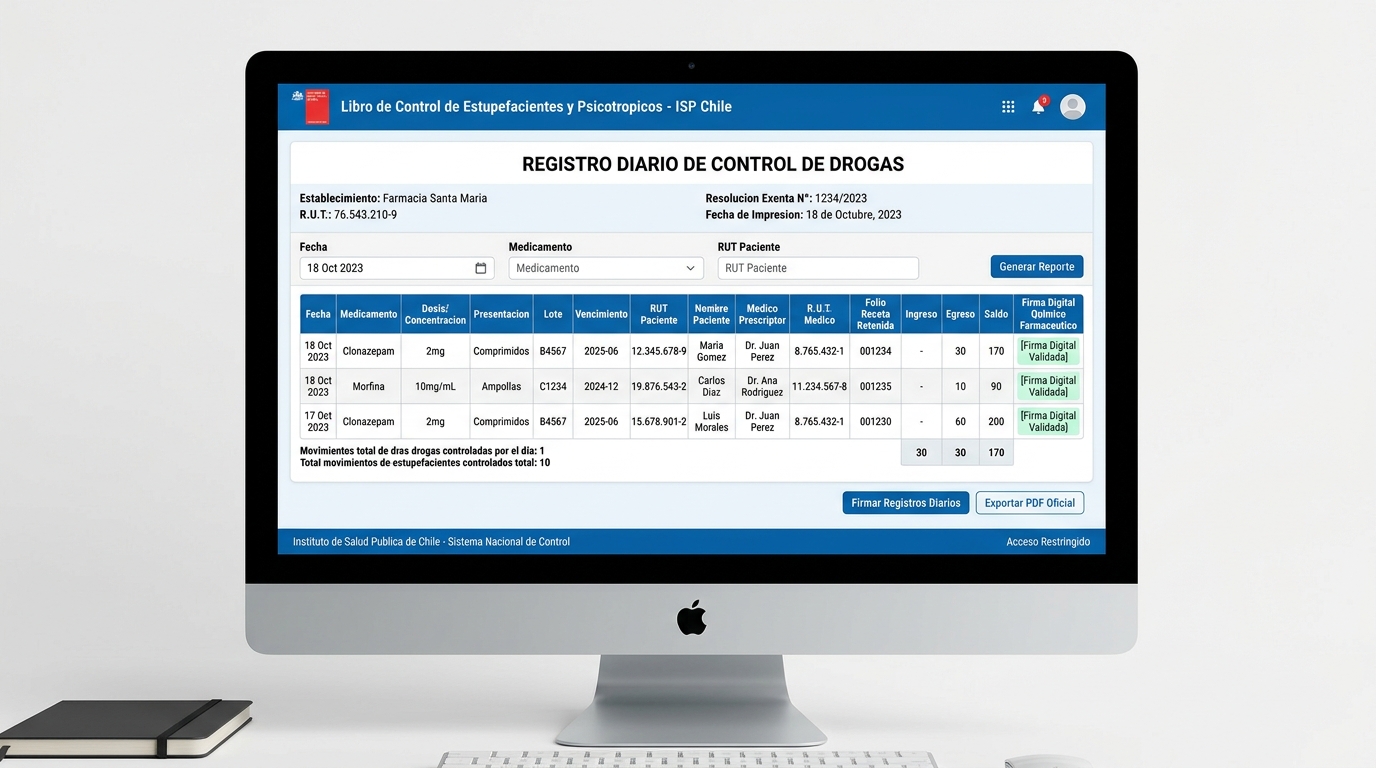 Libro de Control de Estupefacientes y Psicotropicos - ISP Chile
9
REGISTRO DIARIO DE CONTROL DE DROGAS
Establecimiento: Farmacia Santa Maria
Resolucion Exenta N°: 1234/2023
R.U.T.: 76.543.210-9
Fecha de Impresion: 18 de Octubre, 2023
Fecha
Medicamento
RUT Paciente
18 Oct 2023
Medicamento
RUT Paciente
Generar Reporte
Fecha Medicamento Dosis/ Concentracion Presentacion Lote Vencimiento RUT Paciente Nembre Paciente Medico Prescriptor R.U.T. Medlco Folio Receta Retenida Ingreso Egreso Saldo Firma Digital Qolmlco Farmaceutico
18 Oct 2023 Clonazepam 2mg Comprimidos B4567 2025-06 12.345.678-9 Maria Gomez Dr. Juan Perez 8.765.432-1 001234 - 30 170 [Firma Digital Validada]
18 Oct 2023 Morfina 10mg/mL Ampollas C1234 2024-12 19.876.543-2 Carlos Diaz Dr. Ana Rodriguez 11.234.567-8 001235 - 10 90 [Firma Digital Validada]
17 Oet 2023 Clonazepam 2mg Comprimidos B4567 2025-06 15.678.901-2 Luis Morales Dr. Juan Perez 8.765.432-1 001230 - 60 200 [Firma Digital Validada]
Movimientos total de dras drogas controladas por el día: 1
Total movimientos de estupefacientes controlados total: 10
30 30 170
Firmar Registros Diarios
Exportar PDF Oficial
Instituto de Salud Publica de Chile - Sistema Nacional de Control
Acceso Restringido